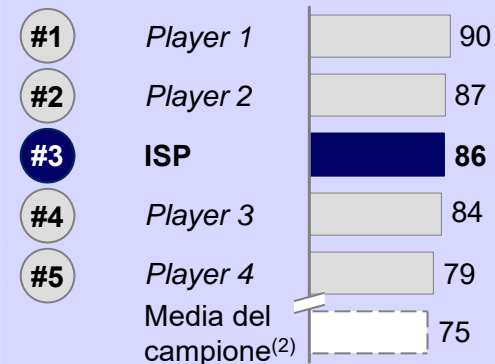 #1 Player 1 90
#2 Player 2 87
#3 ISP 86
#4 Player 3 84
#5 Player 4 79
Media del
campione(2) 75